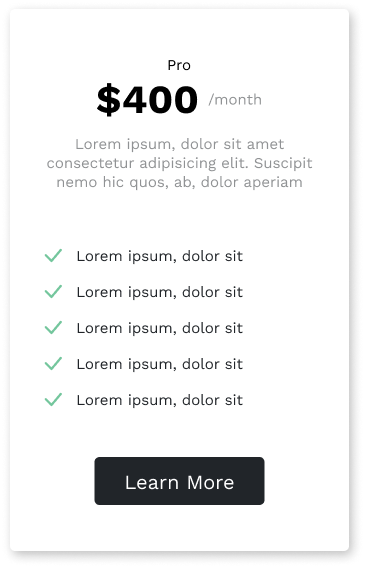 Pro
$400 /month
Lorem ipsum, dolor sit amet
consectetur adipisicing elit. Suscipit
nemo hic quos, ab, dolor aperiam
Lorem ipsum, dolor sit
Lorem ipsum, dolor sit
Lorem ipsum, dolor sit
Lorem ipsum, dolor sit
Lorem ipsum, dolor sit
Learn More